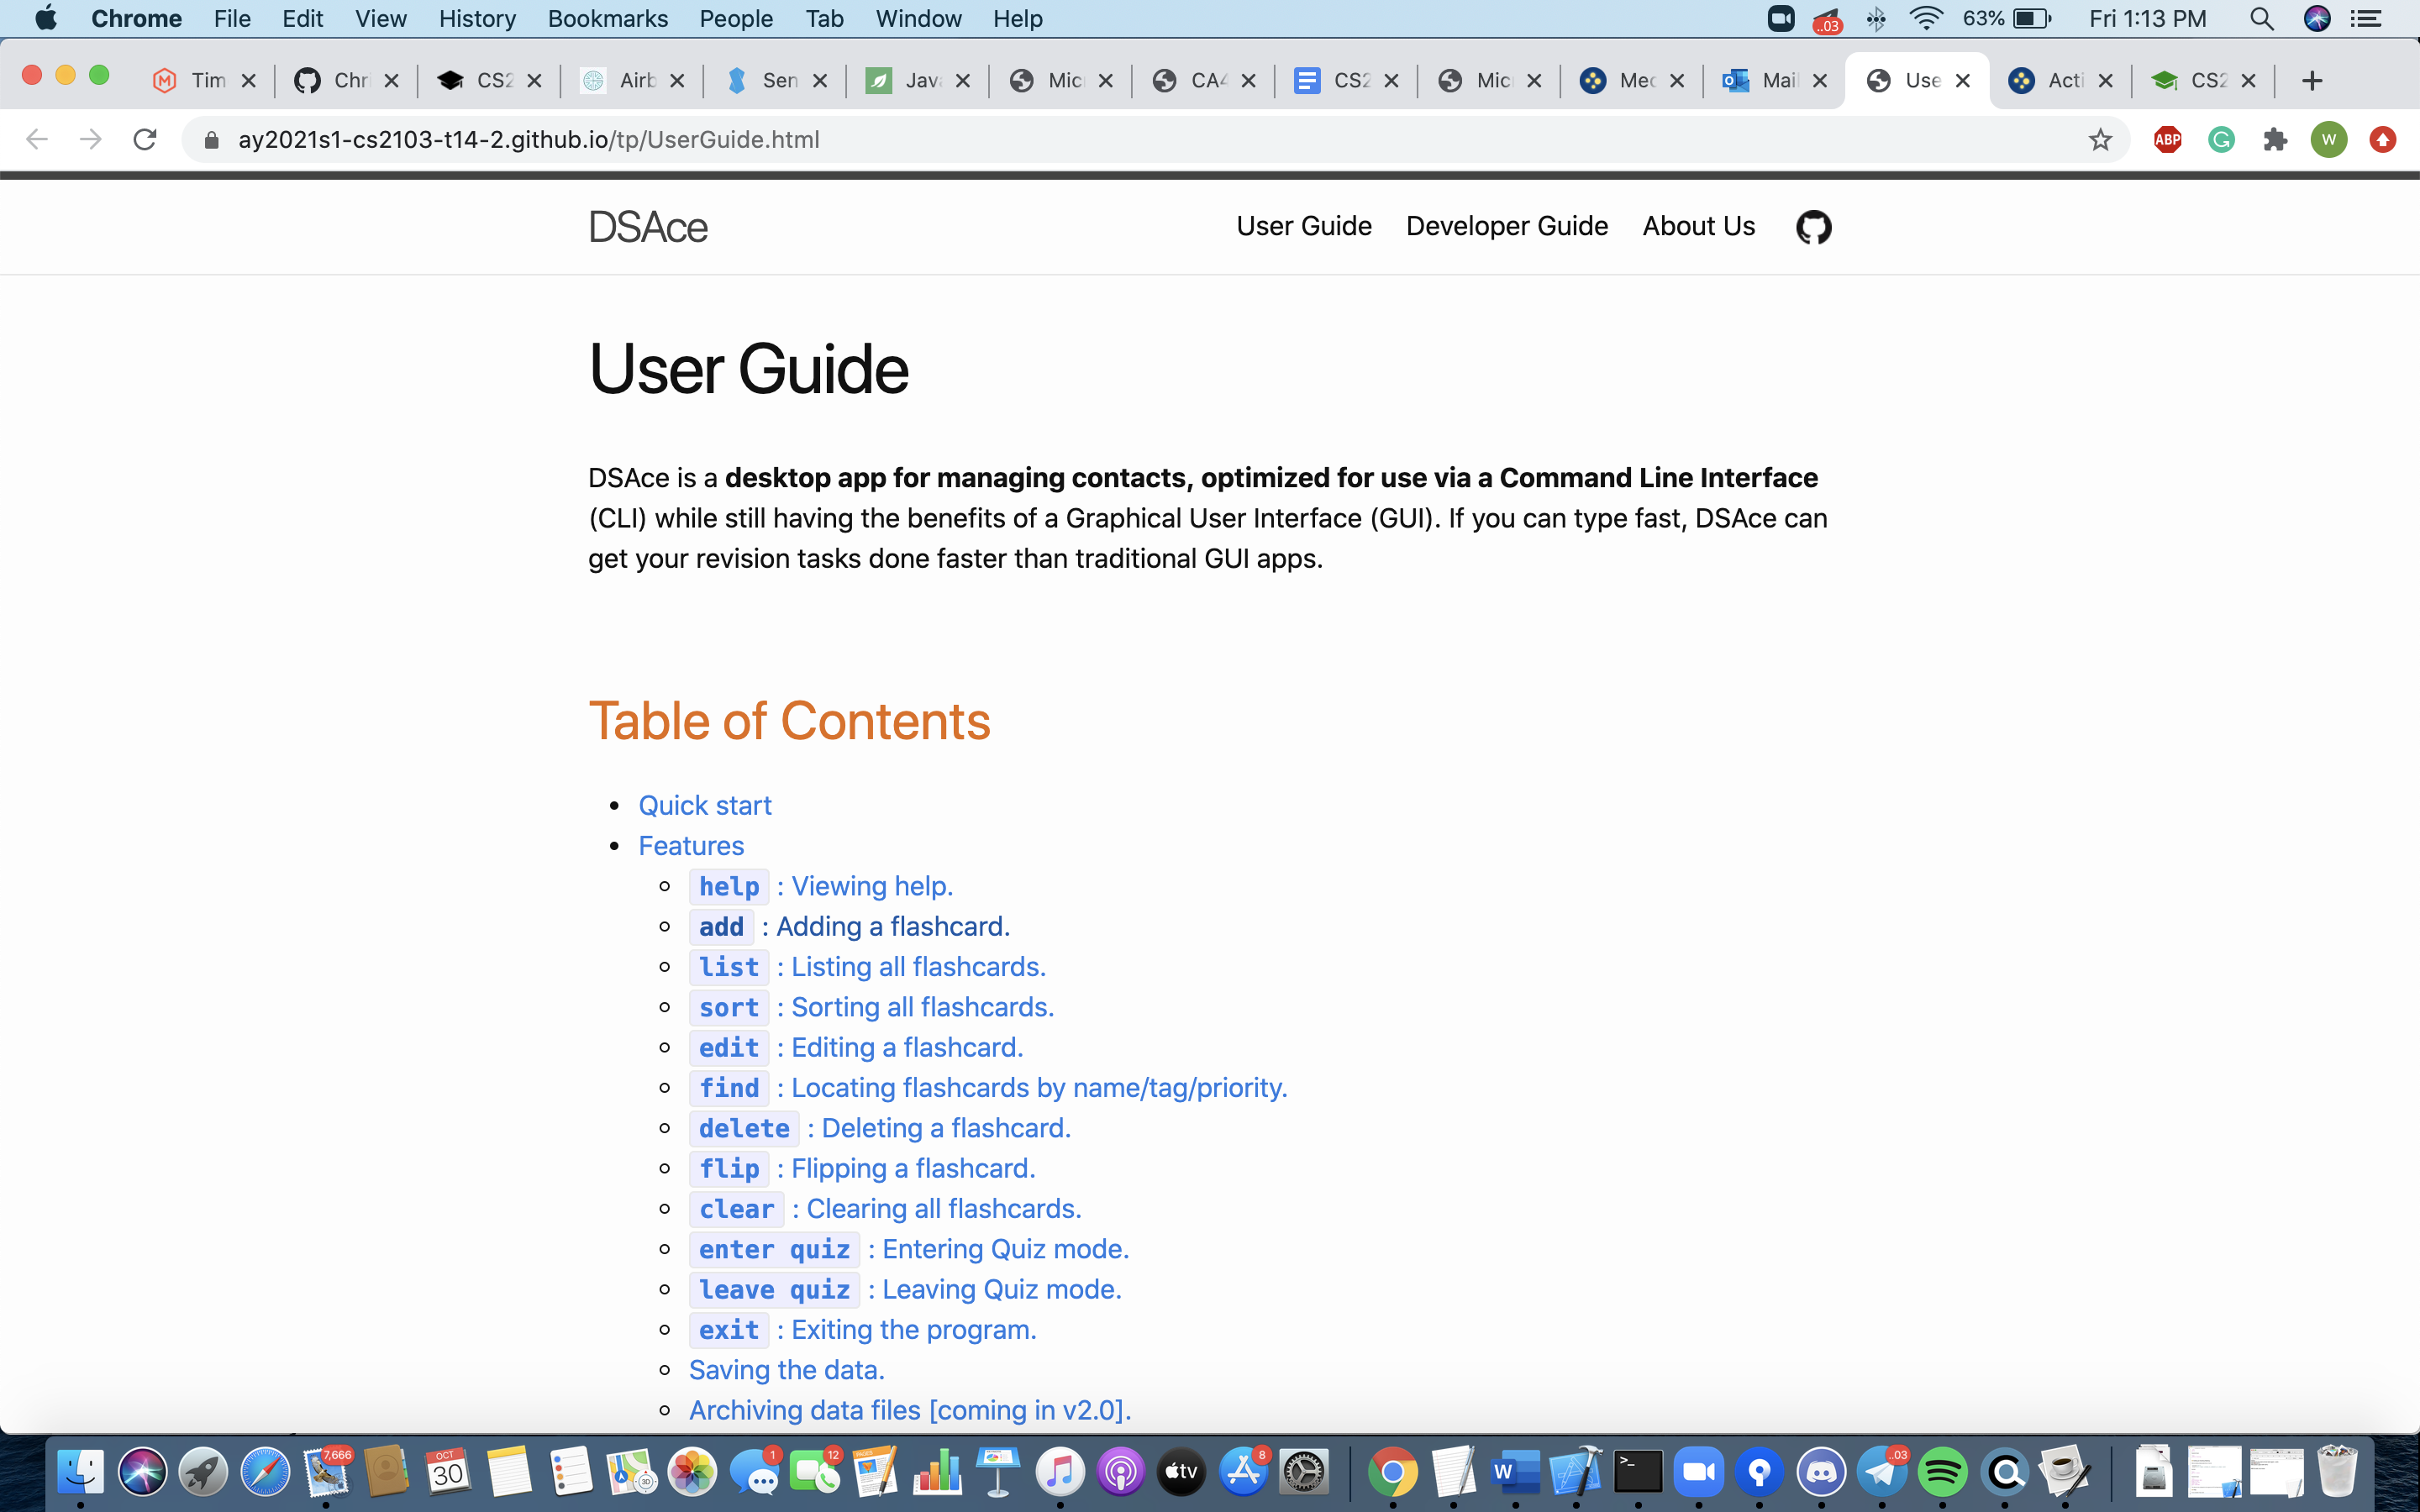 Chrome File Edit View History Bookmarks People Tab Window Help ..03 63% Fri 1:13 PM
Tim Chr CS2 Airb Sen Java Mic CA4 CS2 Mic Med Mail Use Acti CS2
ay2021s1-cs2103-t14-2.github.io/tp/UserGuide.html ABP W
DSAce User Guide Developer Guide About Us
User Guide
DSAce is a desktop app for managing contacts, optimized for use via a Command Line Interface
(CLI) while still having the benefits of a Graphical User Interface (GUI). If you can type fast, DSAce can
get your revision tasks done faster than traditional GUI apps.
Table of Contents
Quick start
Features
help : Viewing help.
add : Adding a flashcard.
list : Listing all flashcards.
sort : Sorting all flashcards.
edit : Editing a flashcard.
find : Locating flashcards by name/tag/priority.
delete : Deleting a flashcard.
flip : Flipping a flashcard.
clear : Clearing all flashcards.
enter quiz : Entering Quiz mode.
leave quiz : Leaving Quiz mode.
exit : Exiting the program.
Saving the data.
Archiving data files [coming in v2.0].
7,666 OCT 30 3D 1 12 PAGES tv 8 W >_ ..03